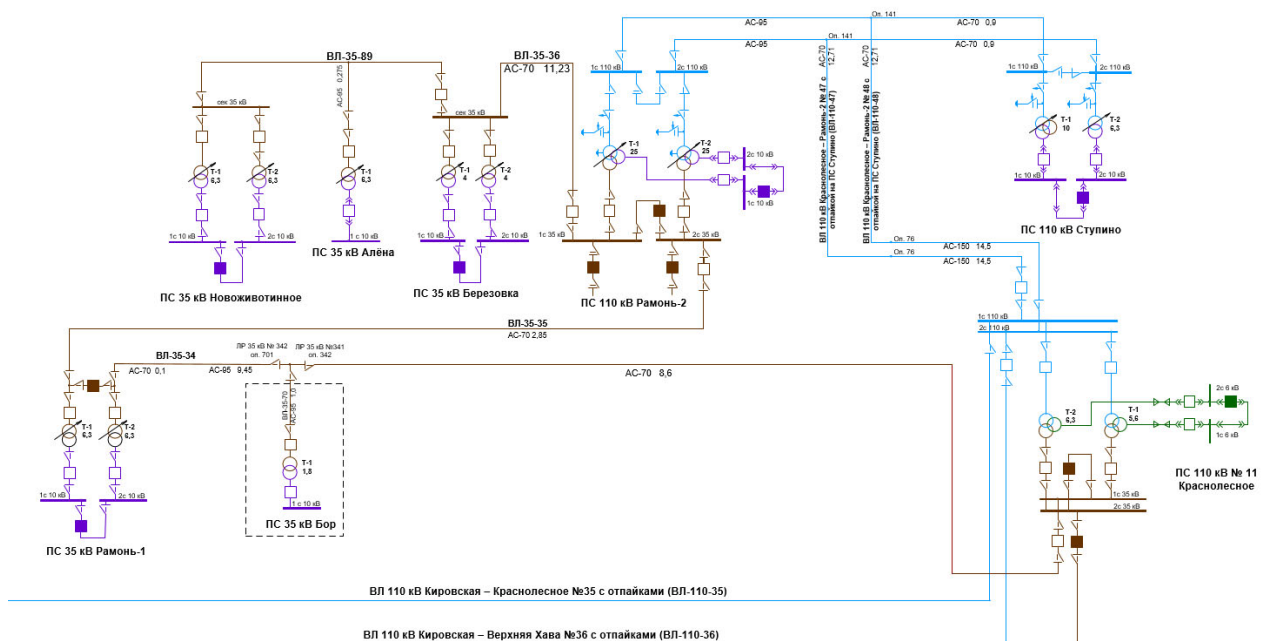 Оп. 141
АС-95
АС-70 0,9
Оп. 141
АС-95
АС-70 0,9
ВЛ-35-89
ВЛ-35-36
АС-70 11,23
АС-95 0,275
1с 110 кВ
2с 110 кВ
АС-70
12,71
АС-70
12,71
ВЛ 110 кВ Краснолесное – Рамонь-2 № 47 с
отпайкой на ПС Ступино (ВЛ-110-47)
ВЛ 110 кВ Краснолесное – Рамонь-2 № 48 с
отпайкой на ПС Ступино (ВЛ-110-48)
1с 110 кВ
2с 110 кВ
сек 35 кВ
сек 35 кВ
Т-1
10
Т-2
6,3
Т-1
6,3
Т-2
6,3
Т-1
6,3
Т-1
4
Т-2
4
Т-1
25
Т-2
25
2с 10 кВ
1с 10 кВ
1с 10 кВ
2с 10 кВ
1с 10 кВ
2с 10 кВ
1 с 10 кВ
1с 10 кВ
2с 10 кВ
1с 35 кВ
2с 35 кВ
ПС 110 кВ Ступино
ПС 35 кВ Алёна
ПС 35 кВ Новоживотинное
ПС 35 кВ Березовка
ПС 110 кВ Рамонь-2
Оп. 76
АС-150 14,5
Оп. 76
АС-150 14,5
1с 110 кВ
2с 110 кВ
ВЛ-35-35
АС-70 2,85
ВЛ-35-34
АС-70 0,1
АС-95 9,45
ЛР 35 кВ № 342
оп. 701
ЛР 35 кВ №341
оп. 342
АС-70 8,6
ВЛ-35-70
АС-95 1,0
Т-1
6,3
Т-2
6,3
Т-1
1,8
Т-2
6,3
Т-1
5,6
2с 6 кВ
1с 6 кВ
ПС 110 кВ № 11
Краснолесное
1с 10 кВ
2с 10 кВ
1 с 10 кВ
1с 35 кВ
2с 35 кВ
ПС 35 кВ Бор
ПС 35 кВ Рамонь-1
ВЛ 110 кВ Кировская – Краснолесное №35 с отпайками (ВЛ-110-35)
ВЛ 110 кВ Кировская – Верхняя Хава №36 с отпайками (ВЛ-110-36)